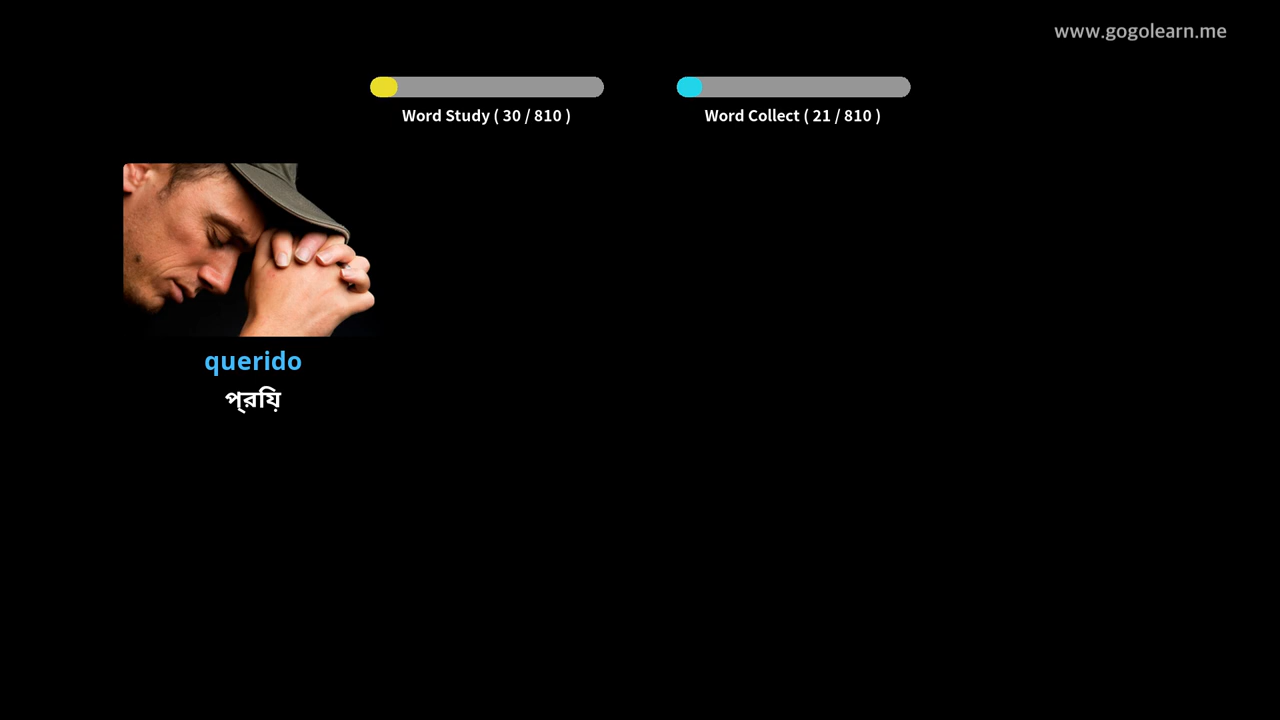 www.gogolearn.me
Word Study ( 30 / 810 )
Word Collect ( 21 / 810 )
querido
প্রিয়